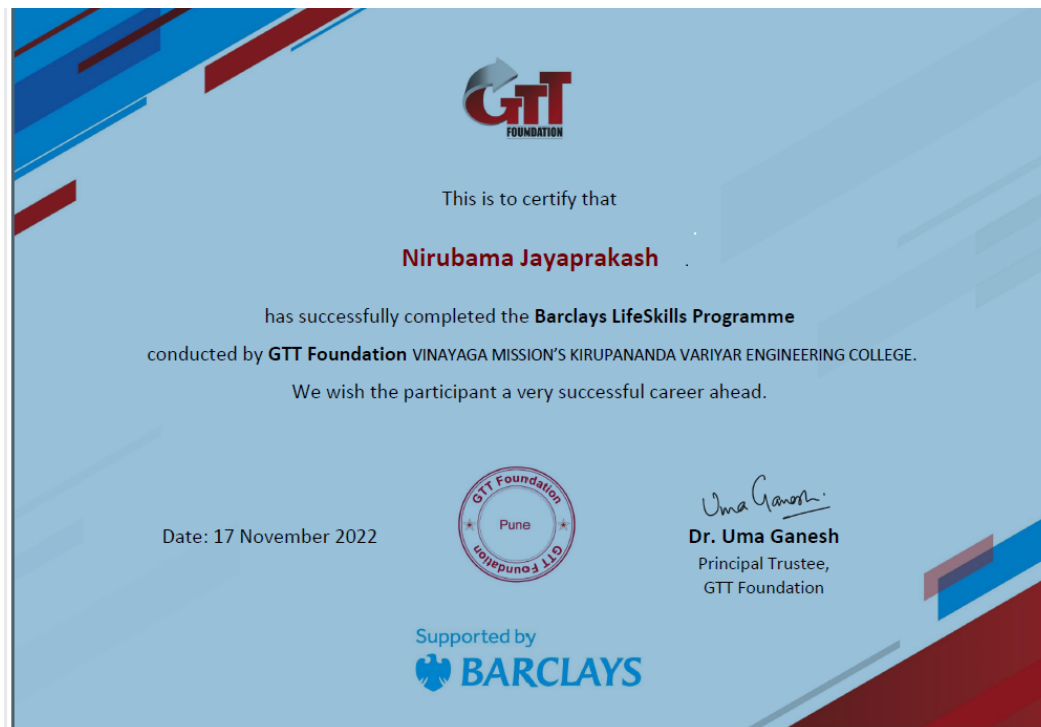 GTT
FOUNDATION
This is to certify that
Nirubama Jayaprakash .
has successfully completed the Barclays LifeSkills Programme
conducted by GTT Foundation VINAYAGA MISSION'S KIRUPANANDA VARIYAR ENGINEERING COLLEGE.
We wish the participant a very successful career ahead.
Date: 17 November 2022
GTT Foundation
Pune
GTT Foundation
Uma Ganesh.
Dr. Uma Ganesh
Principal Trustee,
GTT Foundation
Supported by
BARCLAYS